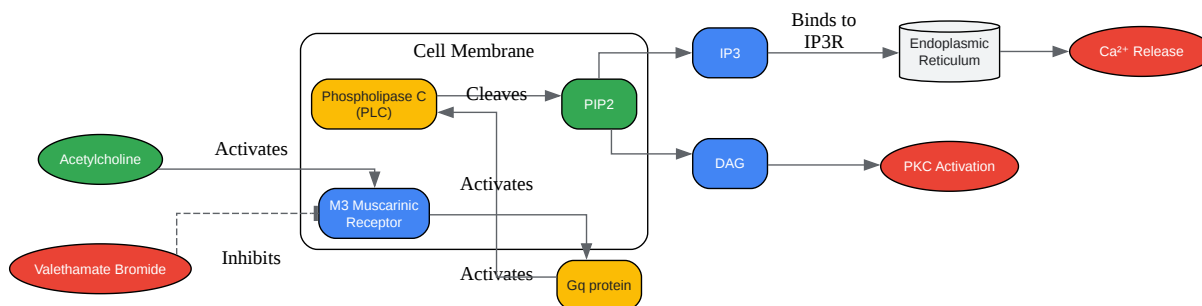 Binds to
IP3R
Cell Membrane
IP3
Endoplasmic
Reticulum
Ca²⁺ Release
Phospholipase C
(PLC)
Cleaves
PIP2
Acetylcholine
Activates
DAG
PKC Activation
M3 Muscarinic
Receptor
Activates
Valethamate Bromide
Inhibits
Activates
Gq protein